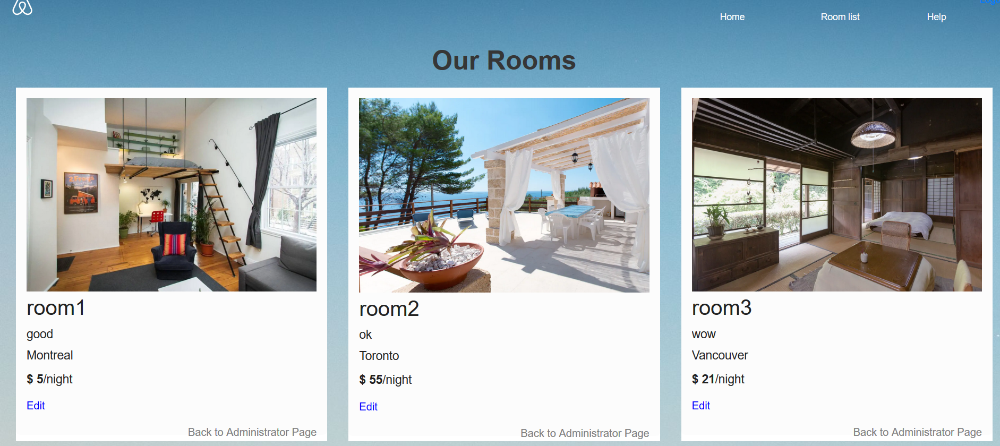 Home
Room list
Help
Our Rooms
room1
good
Montreal
$ 5/night
Edit
Back to Administrator Page
room2
ok
Toronto
$ 55/night
Edit
Back to Administrator Page
room3
wow
Vancouver
$ 21/night
Edit
Back to Administrator Page